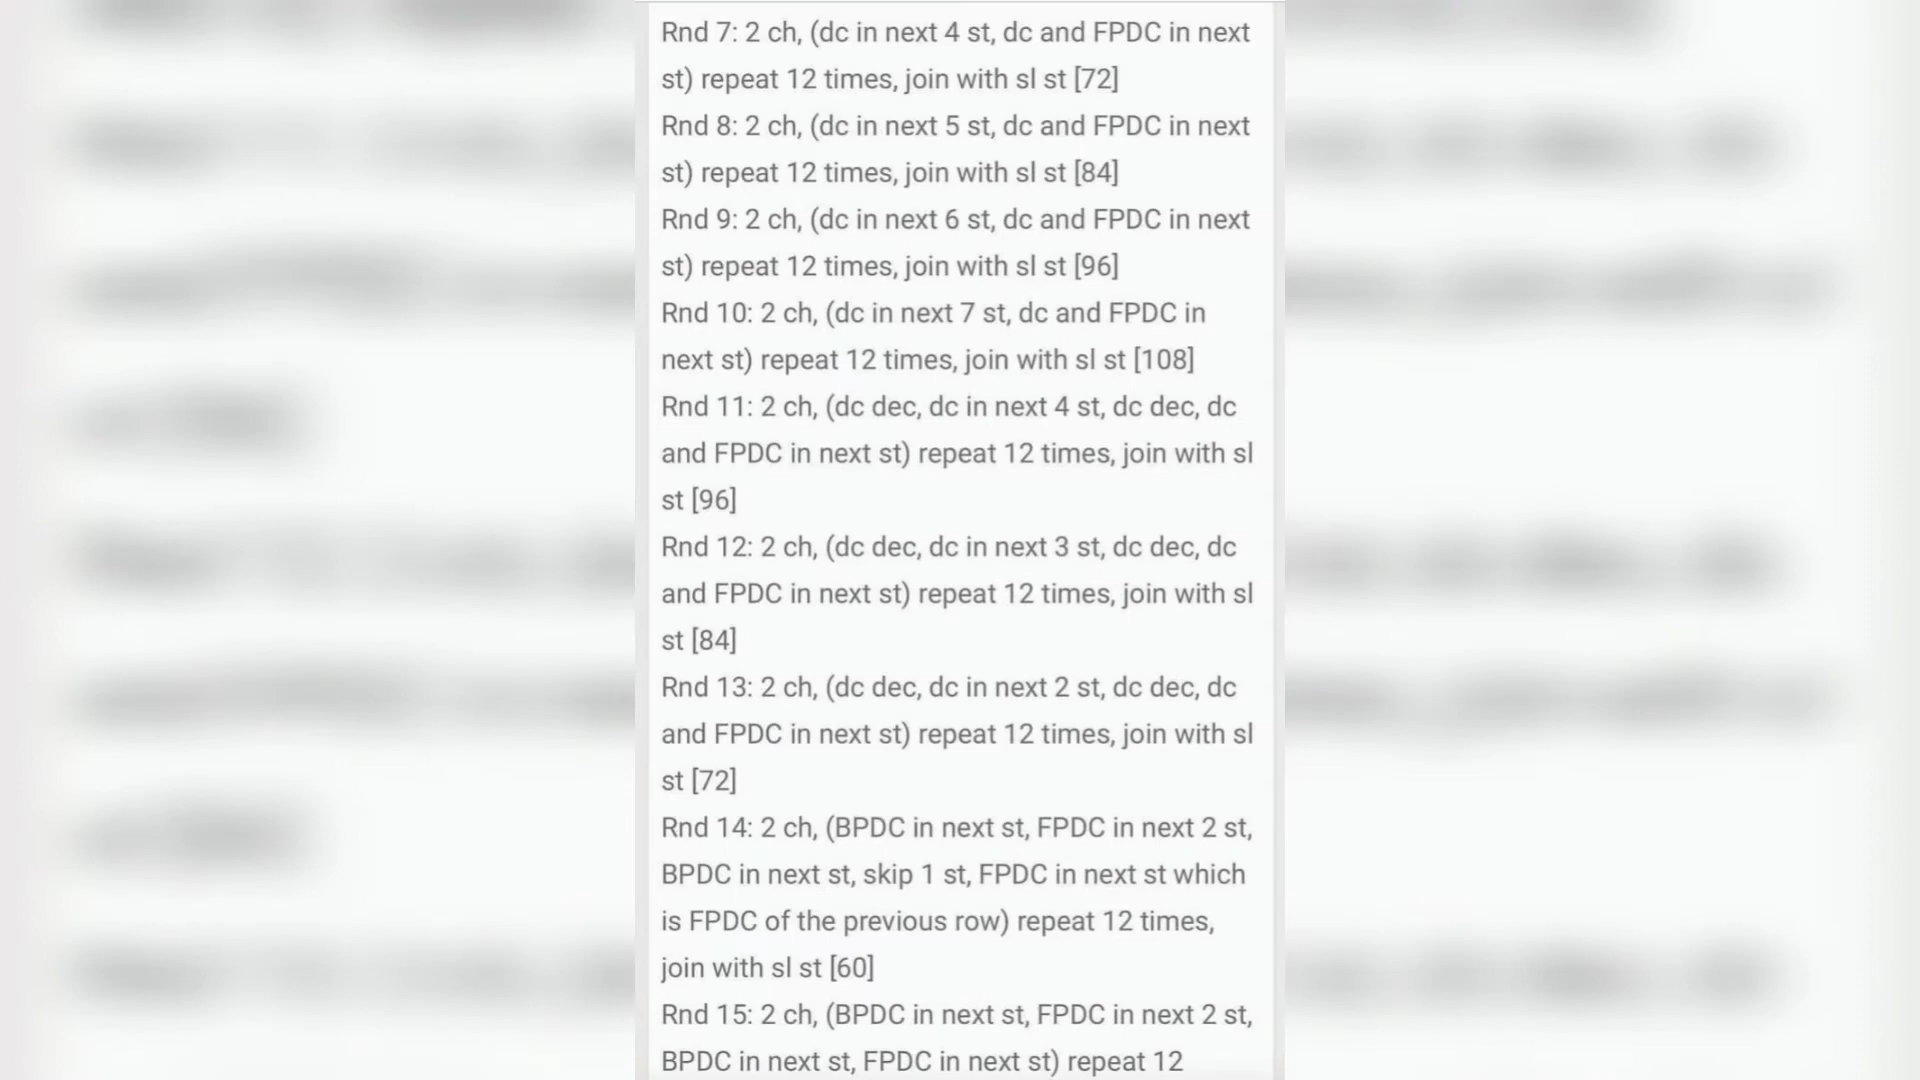 Rnd 7: 2 ch, (dc in next 4 st, dc and FPDC in next
st) repeat 12 times, join with sl st [72]
Rnd 8: 2 ch, (dc in next 5 st, dc and FPDC in next
st) repeat 12 times, join with sl st [84]
Rnd 9: 2 ch, (dc in next 6 st, dc and FPDC in next
st) repeat 12 times, join with sl st [96]
Rnd 10: 2 ch, (dc in next 7 st, dc and FPDC in
next st) repeat 12 times, join with sl st [108]
Rnd 11: 2 ch, (dc dec, dc in next 4 st, dc dec, dc
and FPDC in next st) repeat 12 times, join with sl
st [96]
Rnd 12: 2 ch, (dc dec, dc in next 3 st, dc dec, dc
and FPDC in next st) repeat 12 times, join with sl
st [84]
Rnd 13: 2 ch, (dc dec, dc in next 2 st, dc dec, dc
and FPDC in next st) repeat 12 times, join with sl
st [72]
Rnd 14: 2 ch, (BPDC in next st, FPDC in next 2 st,
BPDC in next st, skip 1 st, FPDC in next st which
is FPDC of the previous row) repeat 12 times,
join with sl st [60]
Rnd 15: 2 ch, (BPDC in next st, FPDC in next 2 st,
BPDC in next st, FPDC in next st) repeat 12